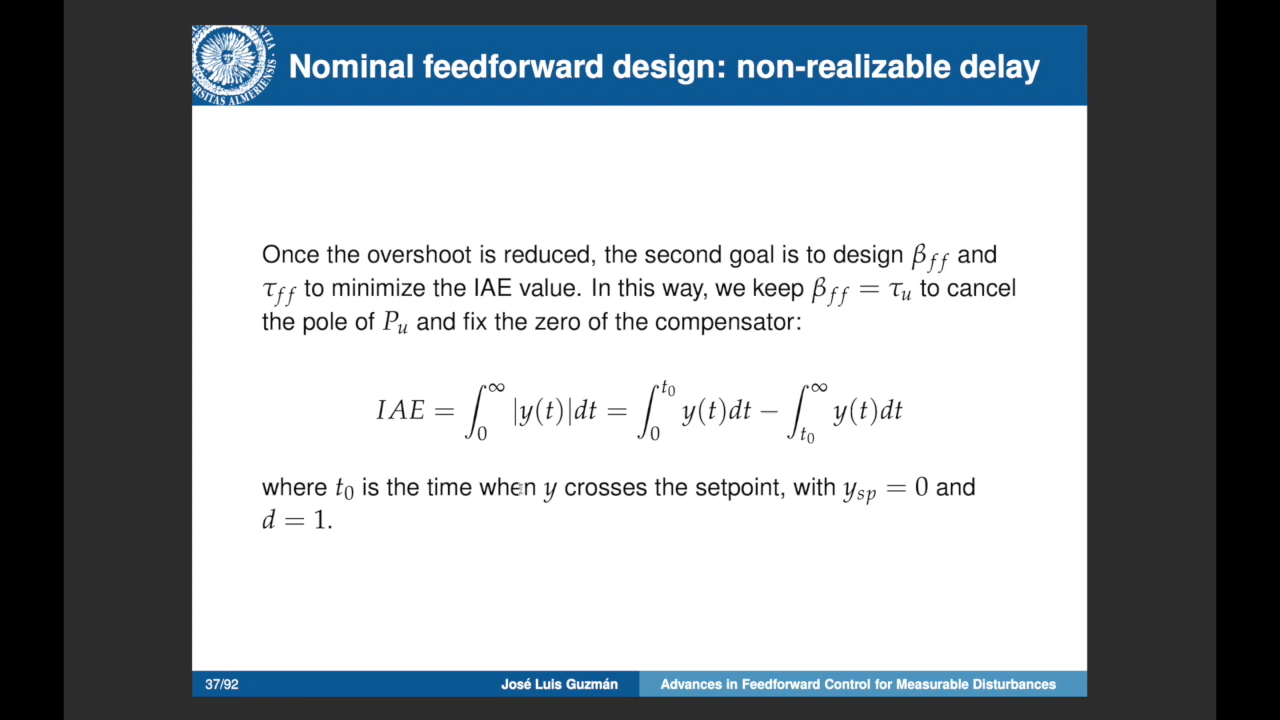 Nominal feedforward design: non-realizable delay
Once the overshoot is reduced, the second goal is to design β_ff and
τ_ff to minimize the IAE value. In this way, we keep β_ff = τ_u to cancel
the pole of P_u and fix the zero of the compensator:
IAE = ∫_0^∞ |y(t)|dt = ∫_0^{t_0} y(t)dt − ∫_{t_0}^∞ y(t)dt
where t_0 is the time when y crosses the setpoint, with y_sp = 0 and
d = 1.
37/92 José Luis Guzmán Advances in Feedforward Control for Measurable Disturbances